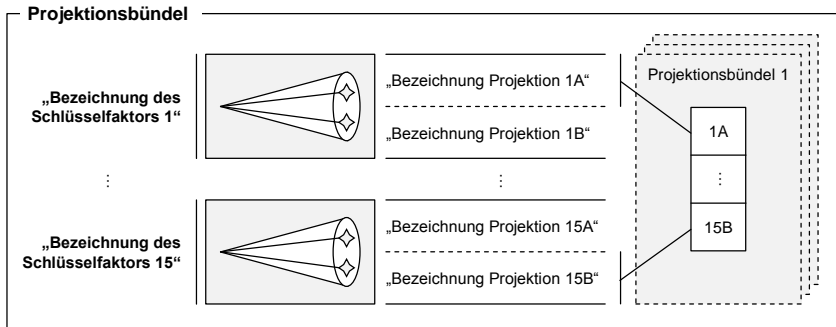 Projektionsbündel
„Bezeichnung des
Schlüsselfaktors 1“
„Bezeichnung Projektion 1A“
„Bezeichnung Projektion 1B“
Projektionsbündel 1
1A
⋮
15B
⋮
⋮
„Bezeichnung des
Schlüsselfaktors 15“
„Bezeichnung Projektion 15A“
„Bezeichnung Projektion 15B“